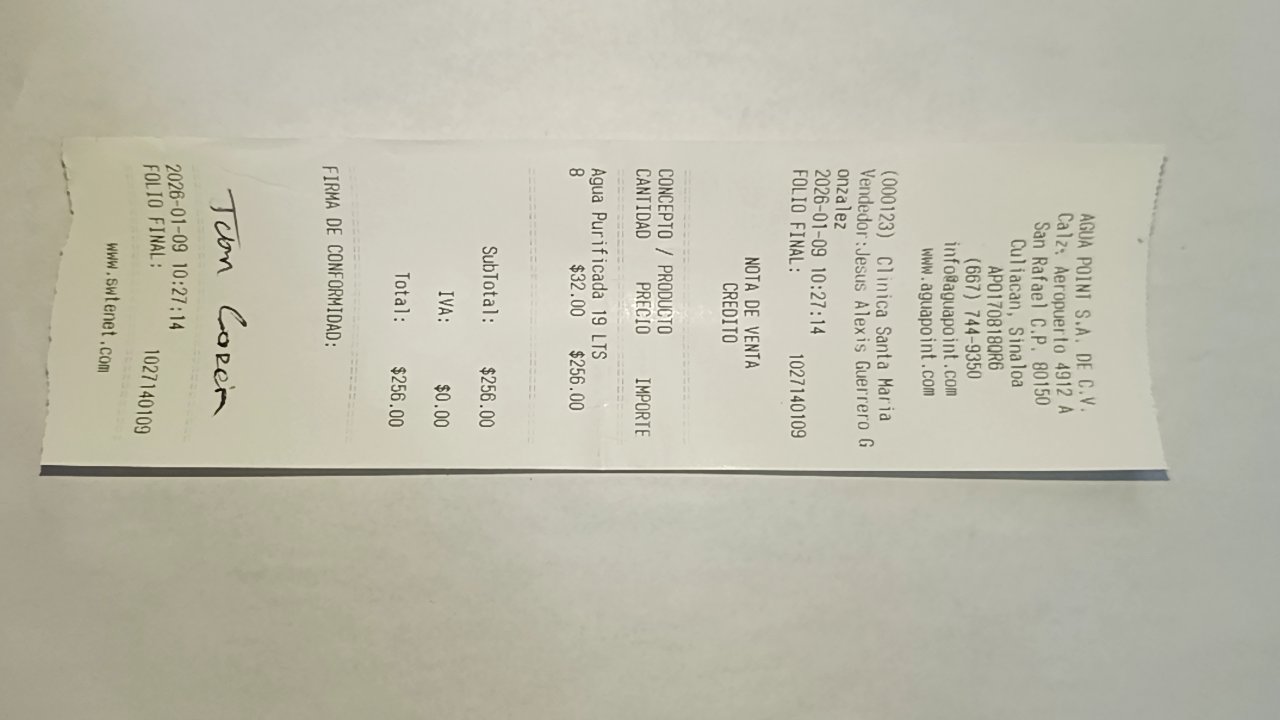 AGUA POINT S.A. DE C.V.
Calz. Aeropuerto 4912 A
San Rafael C.P. 80150
Culiacan, Sinaloa
APO170818QR6
(667) 744-9350
info@aguapoint.com
www.aguapoint.com
(000123) Clinica Santa Maria
Vendedor:Jesus Alexis Guerrero G
onzalez
2026-01-09 10:27:14
FOLIO FINAL: 1027140109
NOTA DE VENTA
CREDITO
CONCEPTO / PRODUCTO
CANTIDAD PRECIO IMPORTE
Agua Purificada 19 LTS
8 $32.00 $256.00
SubTotal: $256.00
IVA: $0.00
Total: $256.00
FIRMA DE CONFORMIDAD:
2026-01-09 10:27:14
FOLIO FINAL: 1027140109
www.swtenet.com